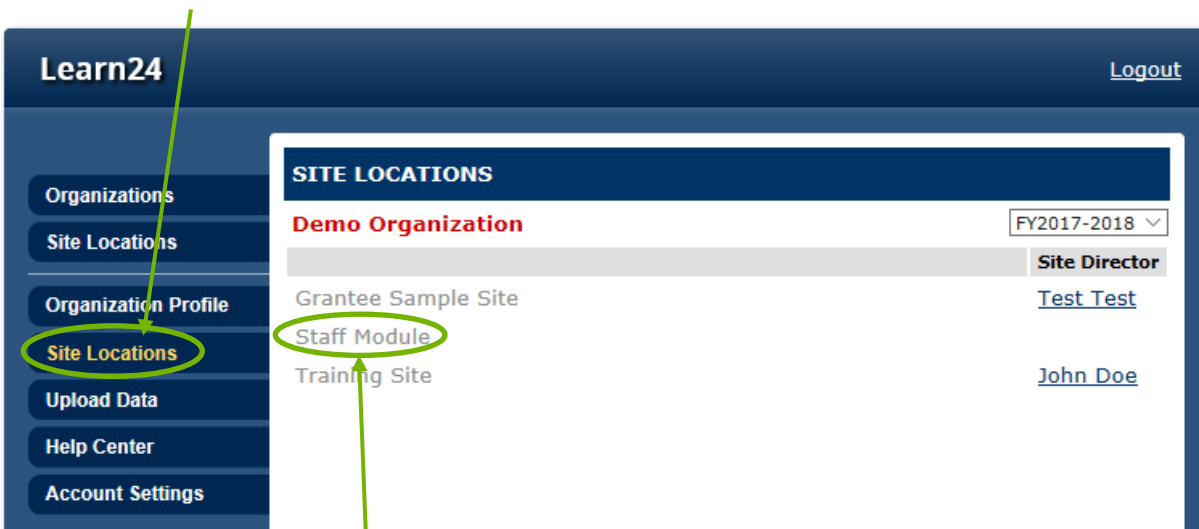 Learn24
Logout
Organizations
Site Locations
Organization Profile
Site Locations
Upload Data
Help Center
Account Settings
SITE LOCATIONS
Demo Organization
FY2017-2018
Site Director
Grantee Sample Site
Test Test
Staff Module
Training Site
John Doe